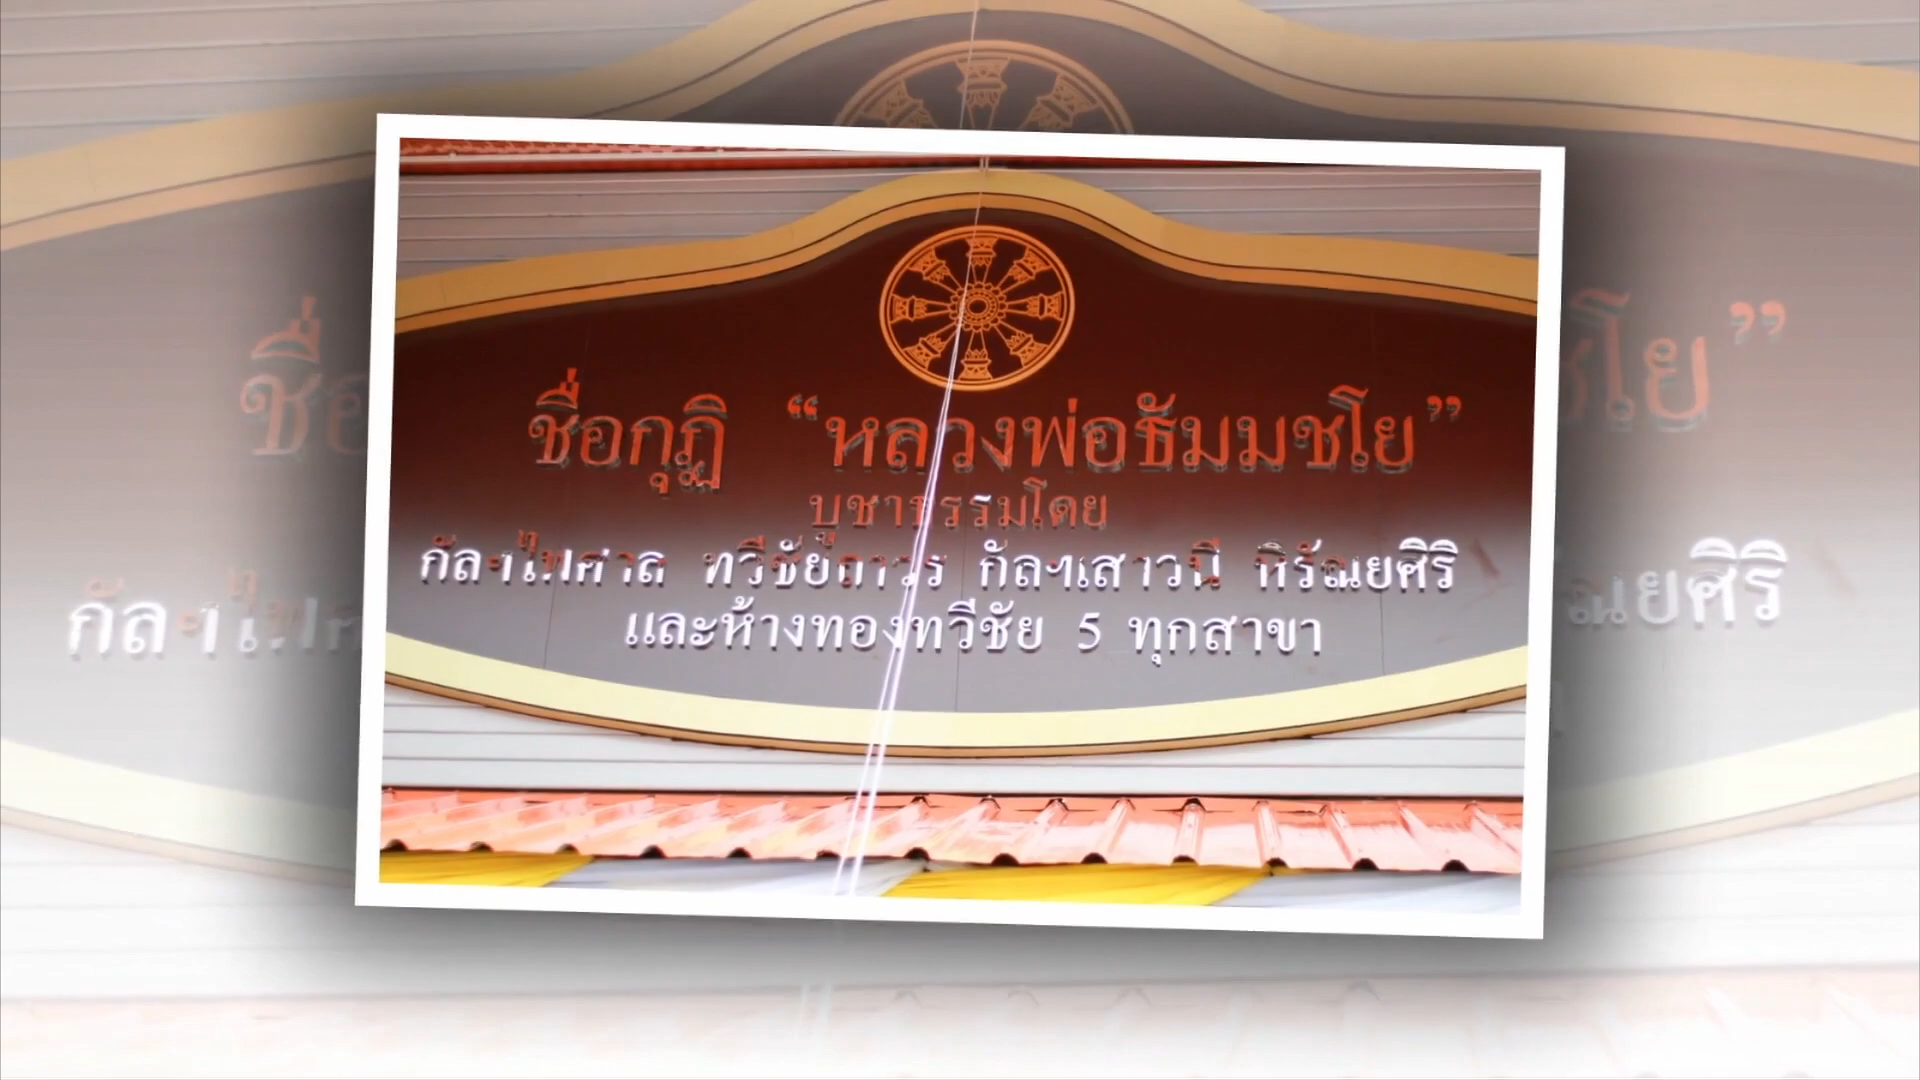 ชื่อกุฏิ “หลวงพ่อธัมมชโย”
บูชาธรรมโดย
กัลฯไพศาล ทวีชัยถาวร กัลฯเสาวนี หิรัณยศิริ
และห้างทองทวีชัย 5 ทุกสาขา